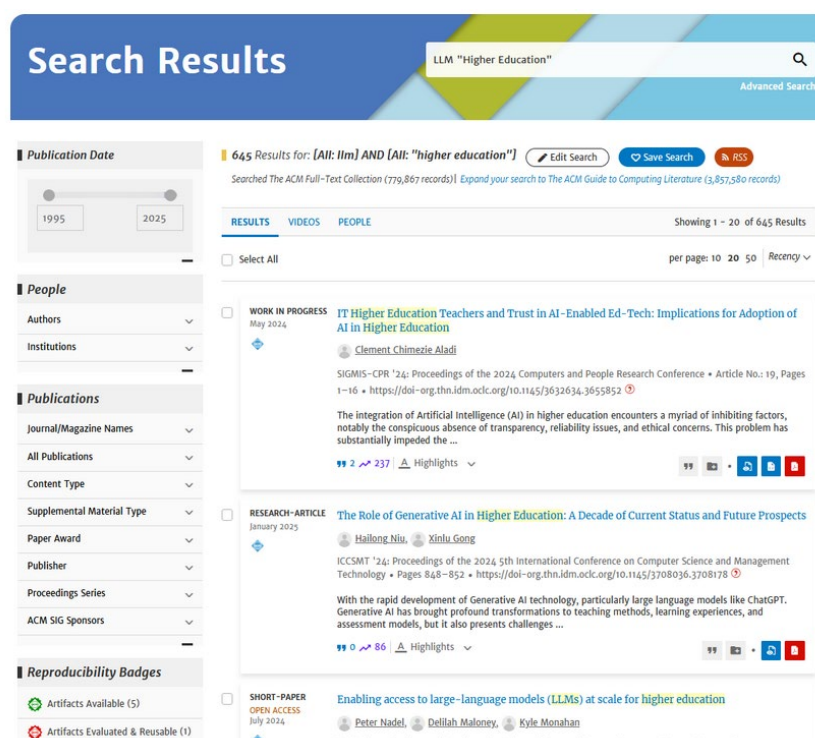 Search Results
LLM "Higher Education"
Advanced Search
Publication Date
1995
2025
People
Authors
Institutions
Publications
Journal/Magazine Names
All Publications
Content Type
Supplemental Material Type
Paper Award
Publisher
Proceedings Series
ACM SIG Sponsors
Reproducibility Badges
Artifacts Available (5)
Artifacts Evaluated & Reusable (1)
645 Results for: [All: llm] AND [All: "higher education"]
Edit Search
Save Search
RSS
Searched The ACM Full-Text Collection (779,867 records)| Expand your search to The ACM Guide to Computing Literature (3,857,580 records)
RESULTS VIDEOS PEOPLE
Showing 1 - 20 of 645 Results
Select All
per page: 10 20 50 Recency
WORK IN PROGRESS
May 2024
IT Higher Education Teachers and Trust in AI-Enabled Ed-Tech: Implications for Adoption of
AI in Higher Education
Clement Chimezie Aladi
SIGMIS-CPR '24: Proceedings of the 2024 Computers and People Research Conference • Article No.: 19, Pages
1–16 • https://doi-org.thn.idm.oclc.org/10.1145/3632634.3655852
The integration of Artificial Intelligence (AI) in higher education encounters a myriad of inhibiting factors,
notably the conspicuous absence of transparency, reliability issues, and ethical concerns. This problem has
substantially impeded the ...
2 237 A Highlights
RESEARCH-ARTICLE
January 2025
The Role of Generative AI in Higher Education: A Decade of Current Status and Future Prospects
Hailong Niu, Xinlu Gong
ICCSMT '24: Proceedings of the 2024 5th International Conference on Computer Science and Management
Technology • Pages 848–852 • https://doi-org.thn.idm.oclc.org/10.1145/3708036.3708178
With the rapid development of Generative AI technology, particularly large language models like ChatGPT.
Generative AI has brought profound transformations to teaching methods, learning experiences, and
assessment models, but it also presents challenges ...
0 86 A Highlights
SHORT-PAPER
OPEN ACCESS
July 2024
Enabling access to large-language models (LLMs) at scale for higher education
Peter Nadel, Delilah Maloney, Kyle Monahan